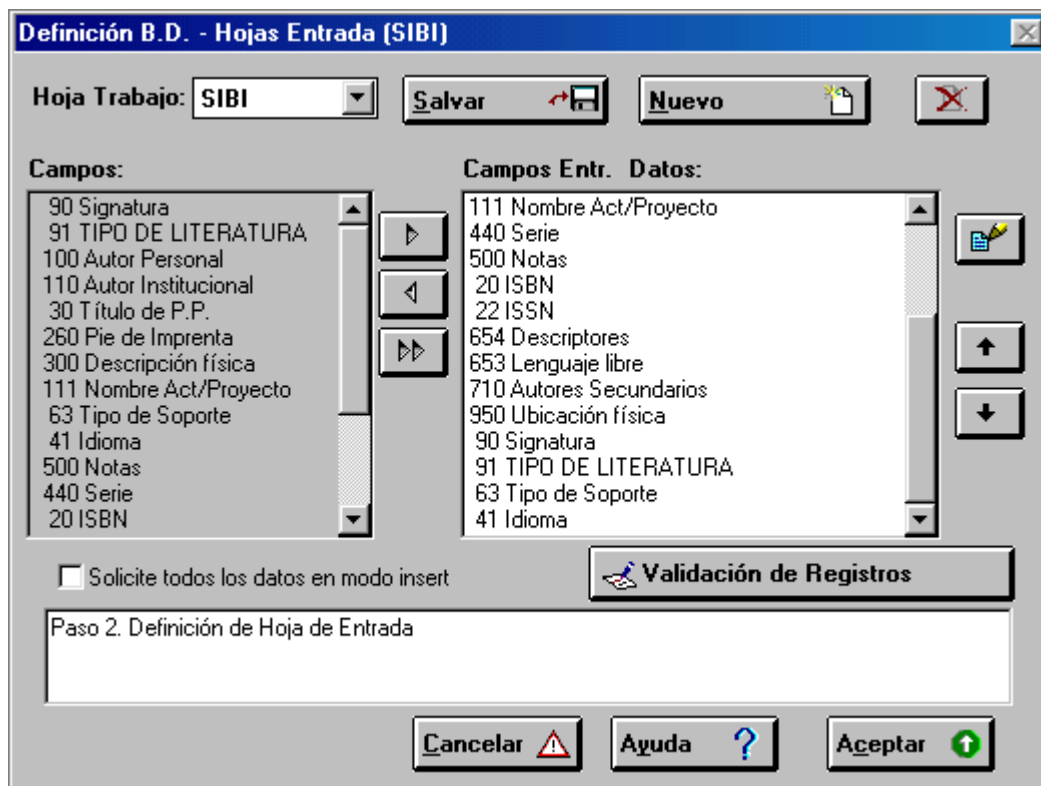 Definición B.D. - Hojas Entrada (SIBI)
Hoja Trabajo: SIBI Salvar Nuevo
Campos:
90 Signatura
91 TIPO DE LITERATURA
100 Autor Personal
110 Autor Institucional
30 Título de P.P.
260 Pie de Imprenta
300 Descripción física
111 Nombre Act/Proyecto
63 Tipo de Soporte
41 Idioma
500 Notas
440 Serie
20 ISBN
Campos Entr. Datos:
111 Nombre Act/Proyecto
440 Serie
500 Notas
20 ISBN
22 ISSN
654 Descriptores
653 Lenguaje libre
710 Autores Secundarios
950 Ubicación física
90 Signatura
91 TIPO DE LITERATURA
63 Tipo de Soporte
41 Idioma
Solicite todos los datos en modo insert
Validación de Registros
Paso 2. Definición de Hoja de Entrada
Cancelar Ayuda Aceptar